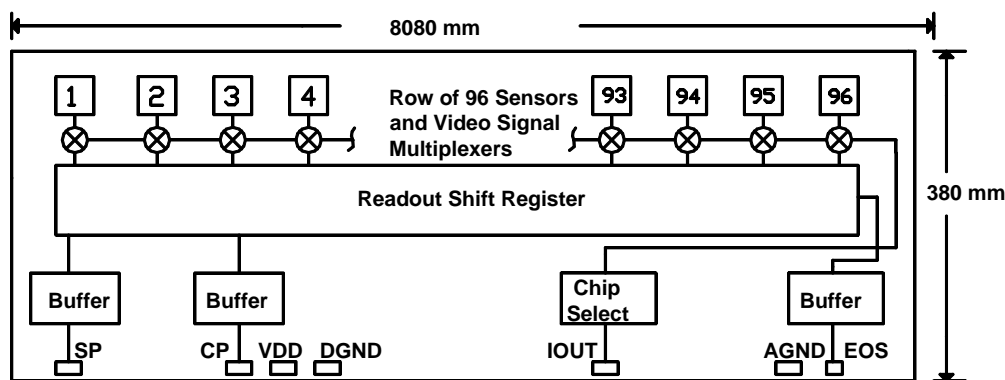 8080 mm
1 2 3 4
Row of 96 Sensors
and Video Signal
Multiplexers
93 94 95 96
Readout Shift Register
380 mm
Buffer
Buffer
Chip
Select
Buffer
SP CP VDD DGND IOUT AGND EOS